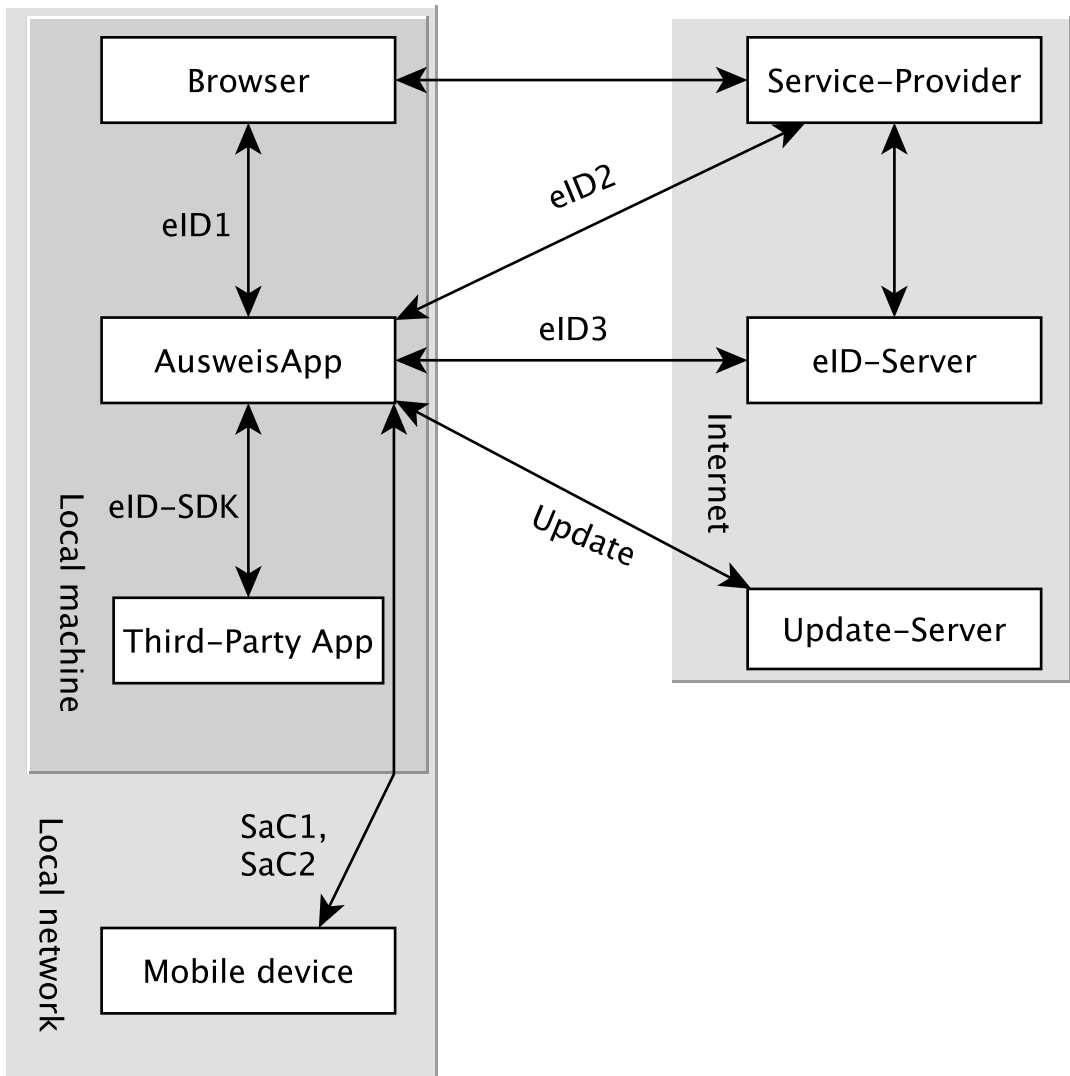 Browser
Service-Provider
eID1
eID2
AusweisApp
eID3
eID-Server
Internet
eID-SDK
Update
Local machine
Third-Party App
Update-Server
SaC1,
SaC2
Local network
Mobile device